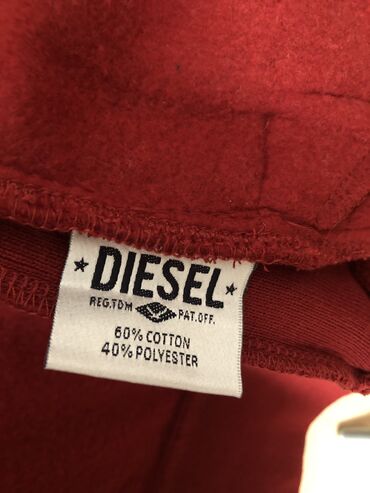 ★ DIESEL ★
REG.TDM PAT.OFF.
60% COTTON
40% POLYESTER